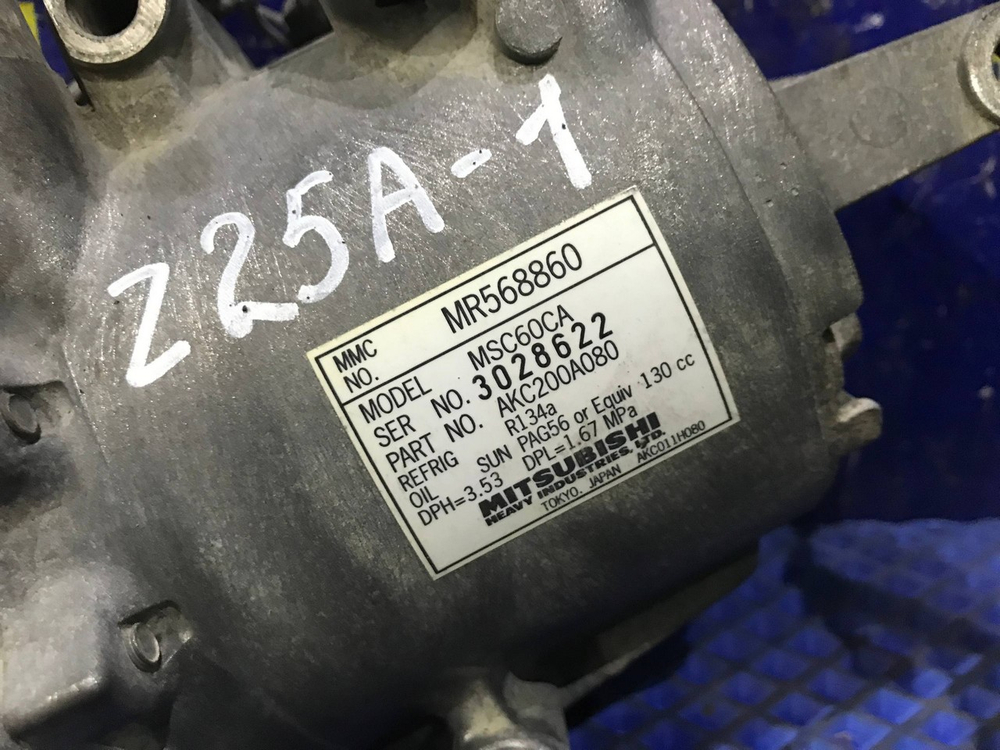 Z25A-1
MMC NO. MR568860
MODEL MSC60CA
SER NO. 3028622
PART NO. AKC200A080
REFRIG R134a
OIL SUN PAG56 or Equiv 130 cc
DPH=3.53 DPL=1.67 MPa
MITSUBISHI
HEAVY INDUSTRIES, LTD.
TOKYO, JAPAN AKC011H080